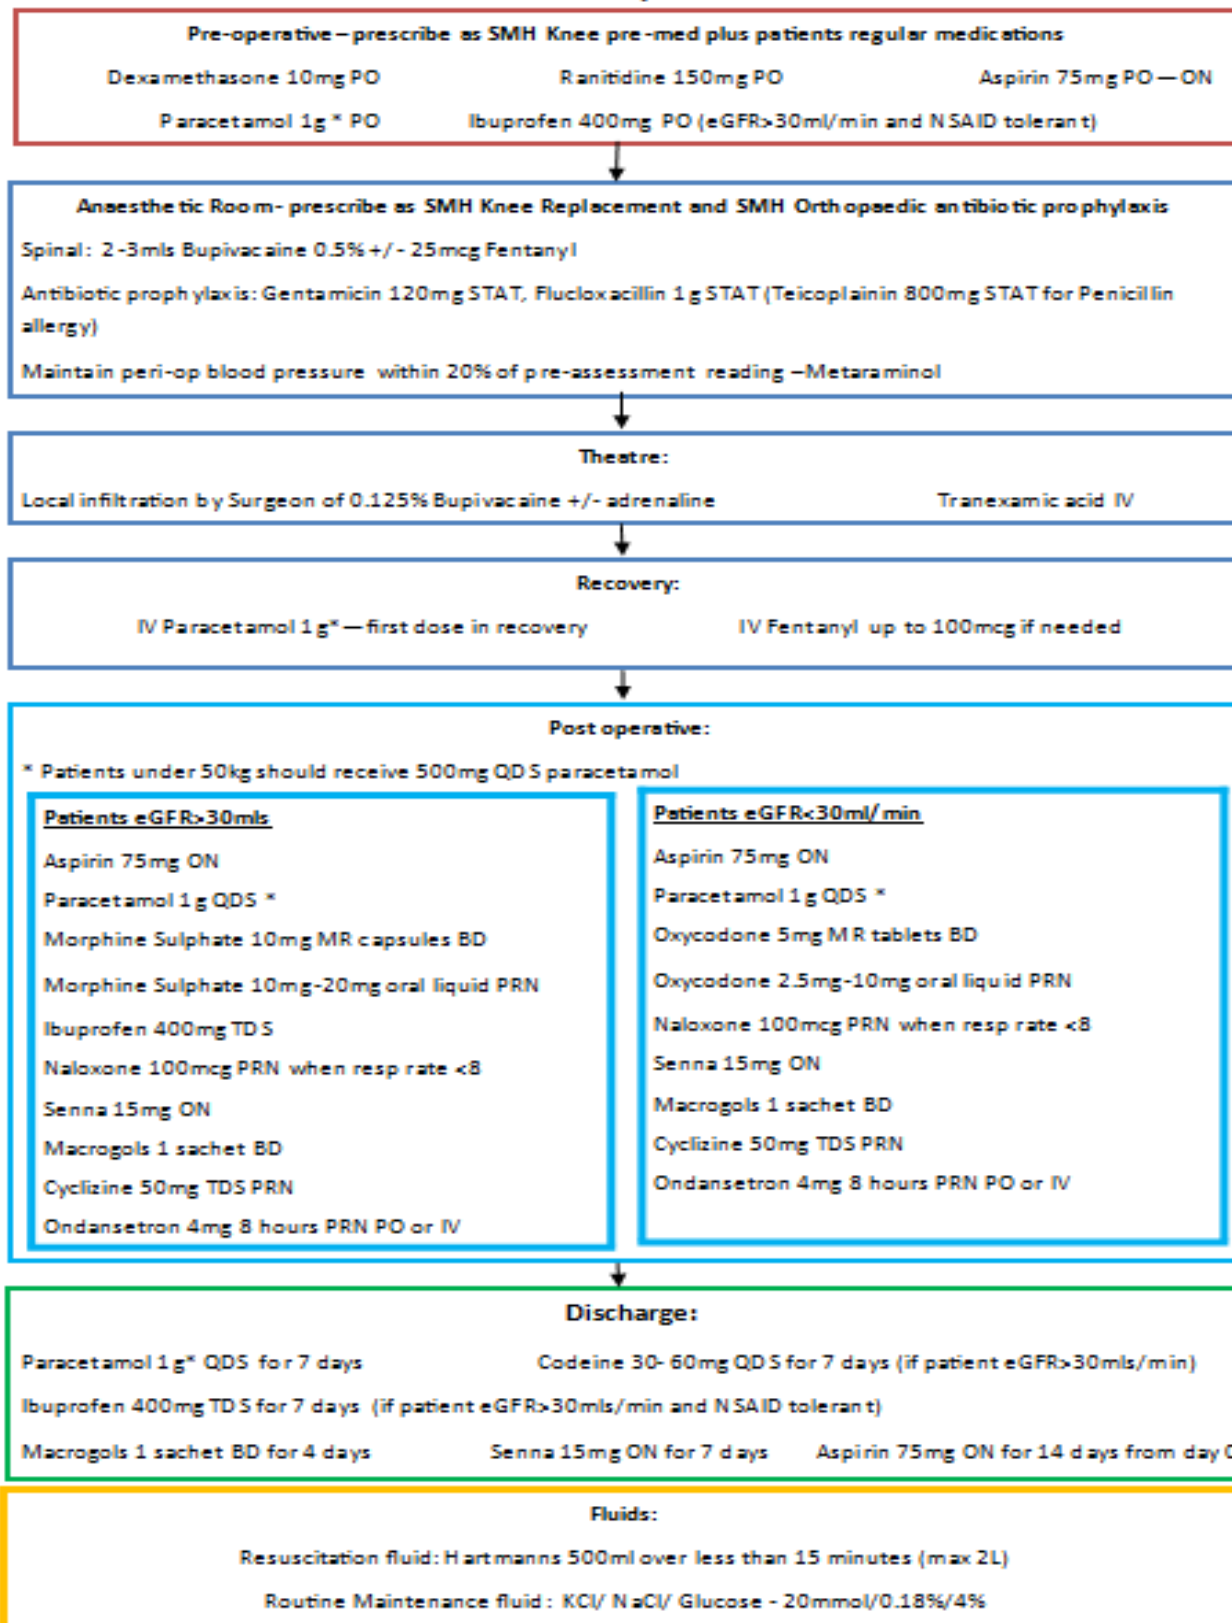 Pre-operative – prescribe as SMH Knee pre-med plus patients regular medications
Dexamethasone 10mg PO Ranitidine 150mg PO Aspirin 75mg PO — ON
Paracetamol 1g * PO Ibuprofen 400mg PO (eGFR>30ml/min and NSAID tolerant)
Anaesthetic Room- prescribe as SMH Knee Replacement and SMH Orthopaedic antibiotic prophylaxis
Spinal: 2-3mls Bupivacaine 0.5% +/- 25mcg Fentanyl
Antibiotic prophylaxis: Gentamicin 120mg STAT, Flucloxacillin 1g STAT (Teicoplainin 800mg STAT for Penicillin
allergy)
Maintain peri-op blood pressure within 20% of pre-assessment reading –Metaraminol
Theatre:
Local infiltration by Surgeon of 0.125% Bupivacaine +/- adrenaline Tranexamic acid IV
Recovery:
IV Paracetamol 1g* — first dose in recovery IV Fentanyl up to 100mcg if needed
Post operative:
* Patients under 50kg should receive 500mg QDS paracetamol
Patients eGFR>30mls
Aspirin 75mg ON
Paracetamol 1g QDS *
Morphine Sulphate 10mg MR capsules BD
Morphine Sulphate 10mg-20mg oral liquid PRN
Ibuprofen 400mg TDS
Naloxone 100mcg PRN when resp rate <8
Senna 15mg ON
Macrogols 1 sachet BD
Cyclizine 50mg TDS PRN
Ondansetron 4mg 8 hours PRN PO or IV
Patients eGFR<30ml/min
Aspirin 75mg ON
Paracetamol 1g QDS *
Oxycodone 5mg MR tablets BD
Oxycodone 2.5mg-10mg oral liquid PRN
Naloxone 100mcg PRN when resp rate <8
Senna 15mg ON
Macrogols 1 sachet BD
Cyclizine 50mg TDS PRN
Ondansetron 4mg 8 hours PRN PO or IV
Discharge:
Paracetamol 1g* QDS for 7 days Codeine 30- 60mg QDS for 7 days (if patient eGFR>30mls/min)
Ibuprofen 400mg TDS for 7 days (if patient eGFR>30mls/min and NSAID tolerant)
Macrogols 1 sachet BD for 4 days Senna 15mg ON for 7 days Aspirin 75mg ON for 14 days from day
Fluids:
Resuscitation fluid: Hartmanns 500ml over less than 15 minutes (max 2L)
Routine Maintenance fluid : KCl/ NaCl/ Glucose - 20mmol/0.18%/4%